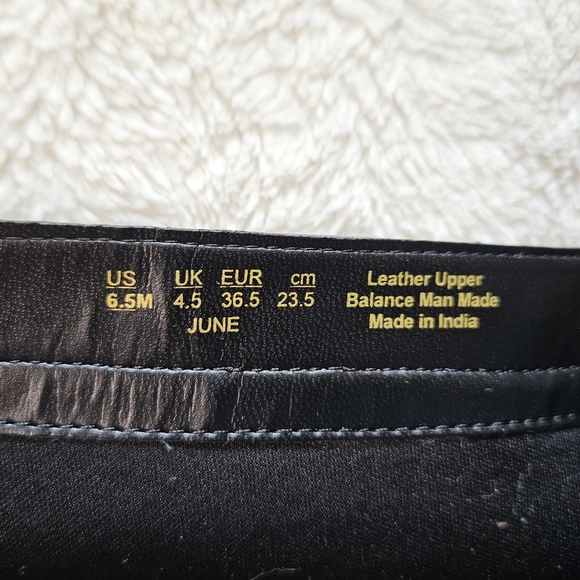 US UK EUR cm
6.5M 4.5 36.5 23.5
JUNE
Leather Upper
Balance Man Made
Made in India